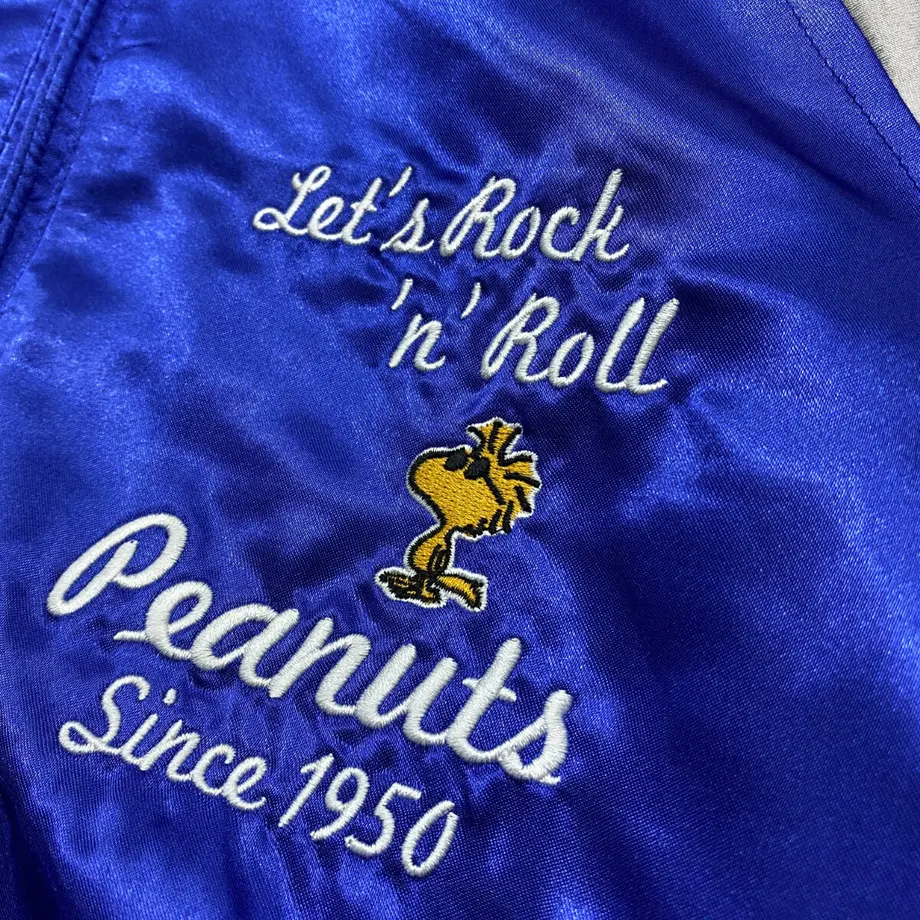 Let's Rock
'n' Roll
Peanuts
Since 1950